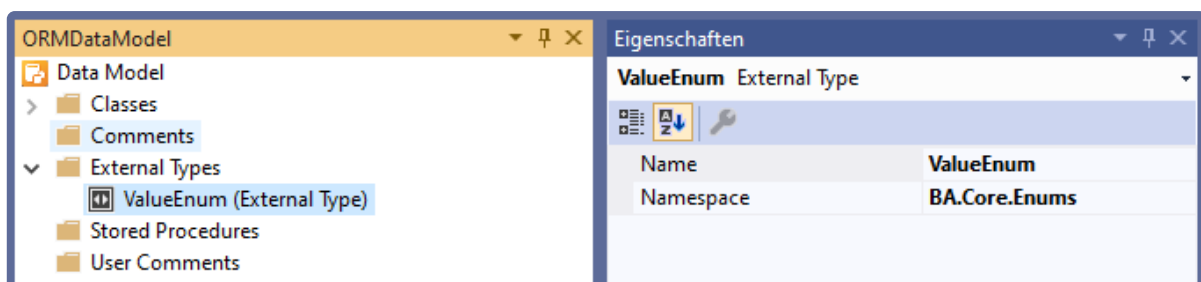 ORMDataModel
Data Model
Classes
Comments
External Types
ValueEnum (External Type)
Stored Procedures
User Comments
Eigenschaften
ValueEnum External Type
Name ValueEnum
Namespace BA.Core.Enums